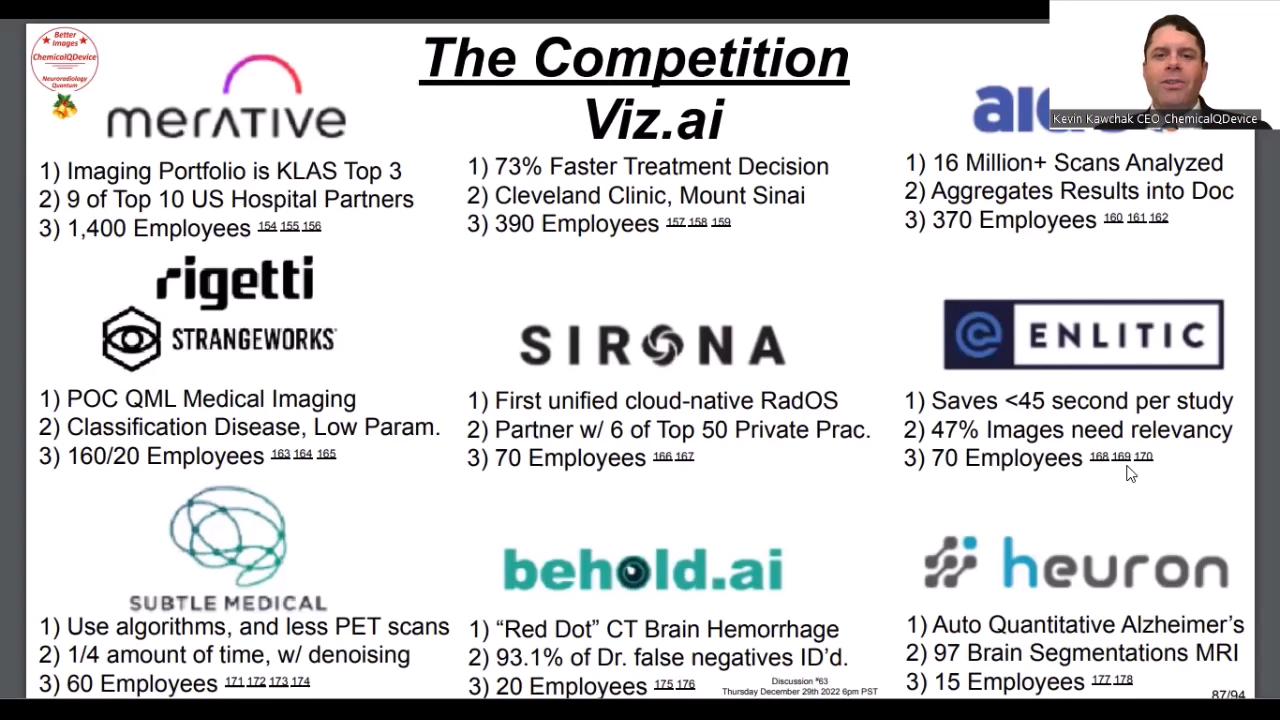 Better
Images
ChemicalQDevice
Neuroradiology
Quantum
The Competition
Kevin Kawchak CEO ChemicalQDevice
merative
1) Imaging Portfolio is KLAS Top 3
2) 9 of Top 10 US Hospital Partners
3) 1,400 Employees 154 155 156
Viz.ai
1) 73% Faster Treatment Decision
2) Cleveland Clinic, Mount Sinai
3) 390 Employees 157 158 159
1) 16 Million+ Scans Analyzed
2) Aggregates Results into Doc
3) 370 Employees 160 161 162
rigetti
STRANGEWORKS
1) POC QML Medical Imaging
2) Classification Disease, Low Param.
3) 160/20 Employees 163 164 165
SIRONA
1) First unified cloud-native RadOS
2) Partner w/ 6 of Top 50 Private Prac.
3) 70 Employees 166 167
ENLITIC
1) Saves <45 second per study
2) 47% Images need relevancy
3) 70 Employees 168 169 170
SUBTLE MEDICAL
1) Use algorithms, and less PET scans
2) 1/4 amount of time, w/ denoising
3) 60 Employees 171 172 173 174
behold.ai
1) “Red Dot” CT Brain Hemorrhage
2) 93.1% of Dr. false negatives ID’d.
3) 20 Employees 175 176
heuron
1) Auto Quantitative Alzheimer’s
2) 97 Brain Segmentations MRI
3) 15 Employees 177 178
Discussion #63
Thursday December 29th 2022 6pm PST
87/94